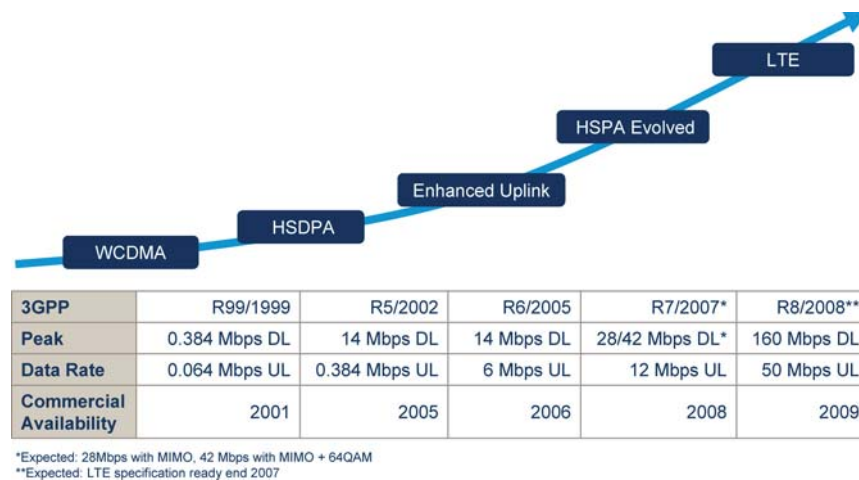 LTE
HSPA Evolved
Enhanced Uplink
HSDPA
WCDMA
3GPP R99/1999 R5/2002 R6/2005 R7/2007* R8/2008**
Peak 0.384 Mbps DL 14 Mbps DL 14 Mbps DL 28/42 Mbps DL* 160 Mbps DL
Data Rate 0.064 Mbps UL 0.384 Mbps UL 6 Mbps UL 12 Mbps UL 50 Mbps UL
Commercial
Availability 2001 2005 2006 2008 2009
*Expected: 28Mbps with MIMO, 42 Mbps with MIMO + 64QAM
**Expected: LTE specification ready end 2007